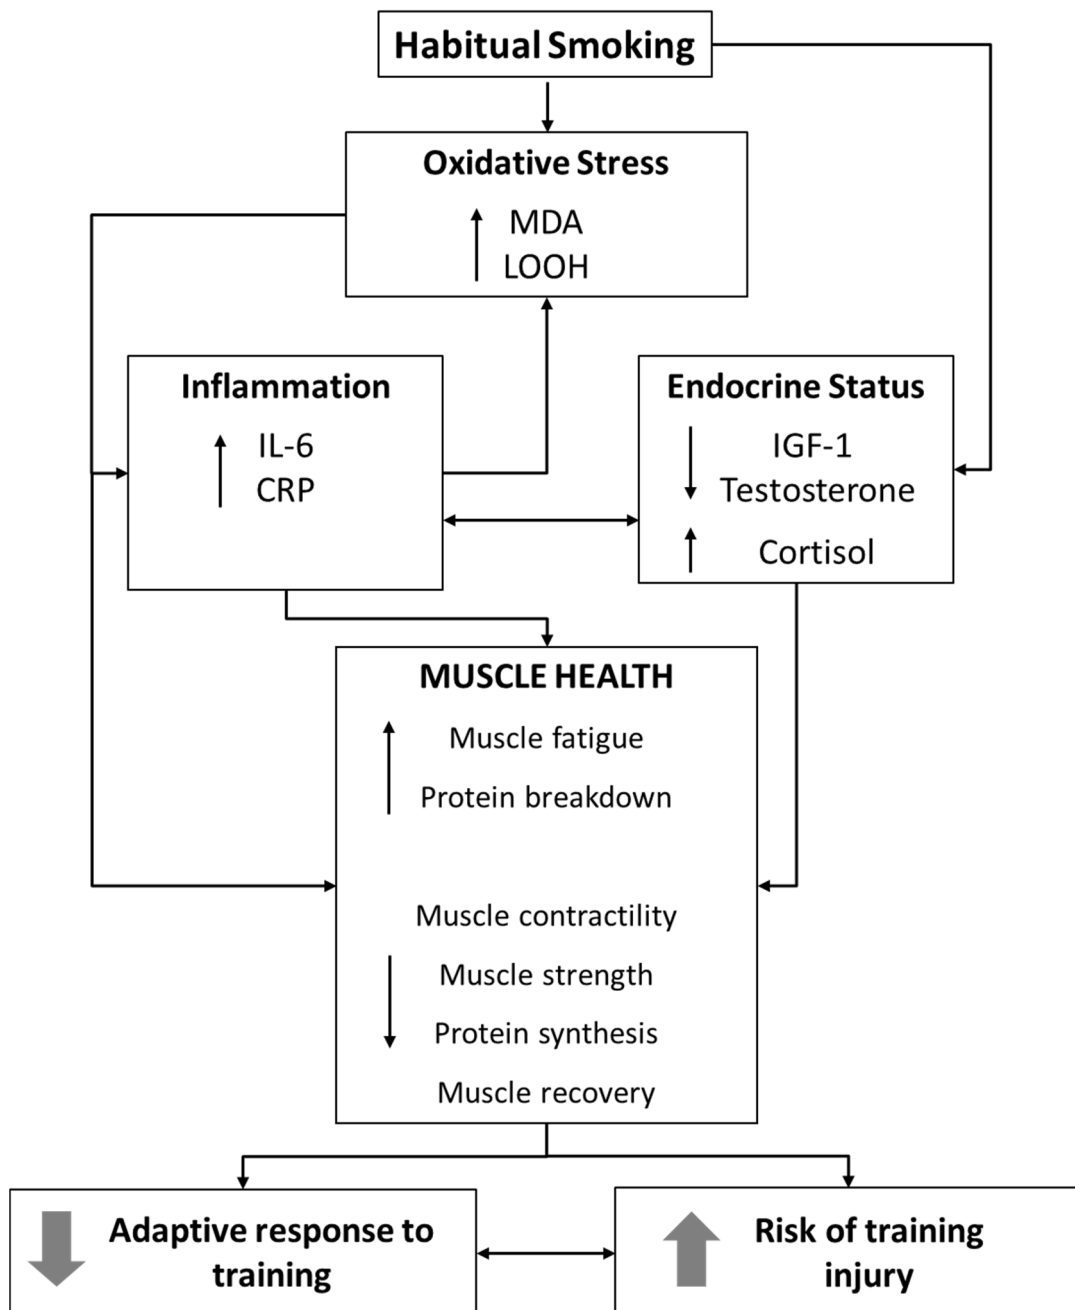 Habitual Smoking
Oxidative Stress
MDA
LOOH
Inflammation
IL-6
CRP
Endocrine Status
IGF-1
Testosterone
Cortisol
MUSCLE HEALTH
Muscle fatigue
Protein breakdown
Muscle contractility
Muscle strength
Protein synthesis
Muscle recovery
Adaptive response to
training
Risk of training
injury